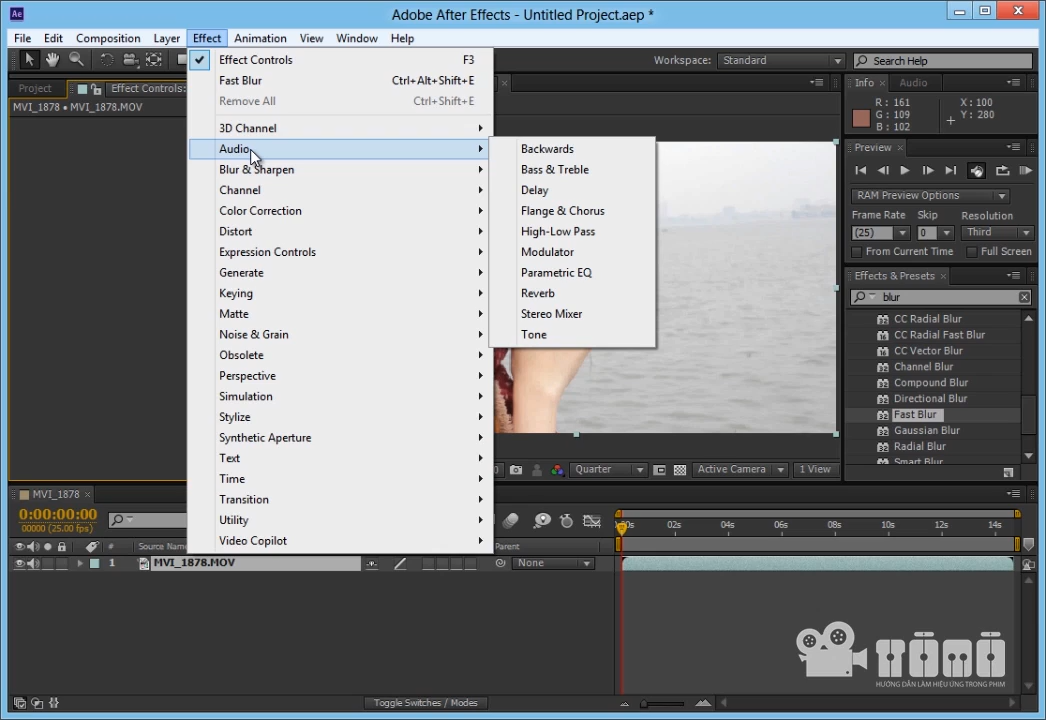 Ae
Adobe After Effects - Untitled Project.aep *
File Edit Composition Layer Effect Animation View Window Help
Workspace: Standard
Search Help
Project
Effect Controls:
MVI_1878 • MVI_1878.MOV
Effect Controls F3
Fast Blur Ctrl+Alt+Shift+E
Remove All Ctrl+Shift+E
3D Channel
Audio
Blur & Sharpen
Channel
Color Correction
Distort
Expression Controls
Generate
Keying
Matte
Noise & Grain
Obsolete
Perspective
Simulation
Stylize
Synthetic Aperture
Text
Time
Transition
Utility
Video Copilot
Backwards
Bass & Treble
Delay
Flange & Chorus
High-Low Pass
Modulator
Parametric EQ
Reverb
Stereo Mixer
Tone
Info Audio
R : 161 X : 100
G : 109 Y : 280
B : 102
Preview
RAM Preview Options
Frame Rate Skip Resolution
(25) 0 Third
From Current Time Full Screen
Effects & Presets
blur
CC Radial Blur
CC Radial Fast Blur
CC Vector Blur
Channel Blur
Compound Blur
Directional Blur
Fast Blur
Gaussian Blur
Radial Blur
Smart Blur
Quarter Active Camera 1 View
MVI_1878
0:00:00:00
00000 (25.00 fps)
# Source Name Parent
1 MVI_1878.MOV None
02s 04s 06s 08s 10s 12s 14s
Toggle Switches / Modes
HƯỚNG DẪN LÀM HIỆU ỨNG TRONG PHIM